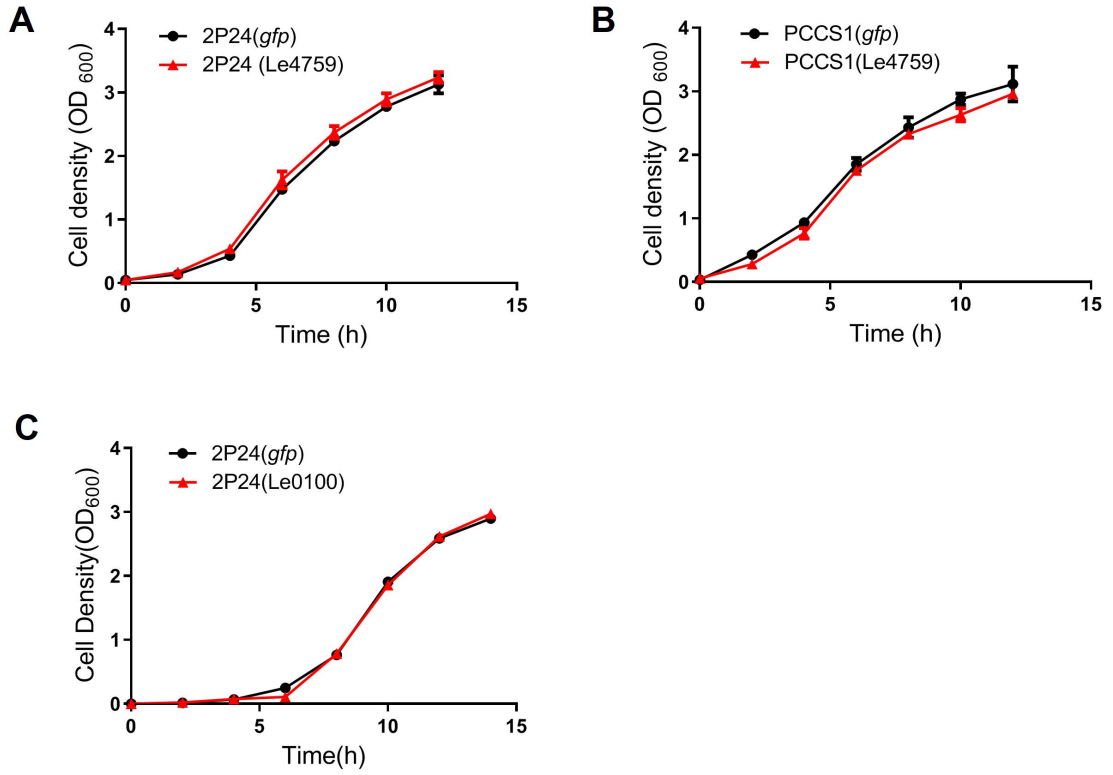 A
4
3
2
1
0
0
5
10
15
Cell density (OD 600)
Time (h)
2P24(gfp)
2P24 (Le4759)
B
4
3
2
1
0
0
5
10
15
Cell density (OD 600)
Time (h)
PCCS1(gfp)
PCCS1(Le4759)
C
4
3
2
1
0
0
5
10
15
Cell Density(OD600)
Time(h)
2P24(gfp)
2P24(Le0100)